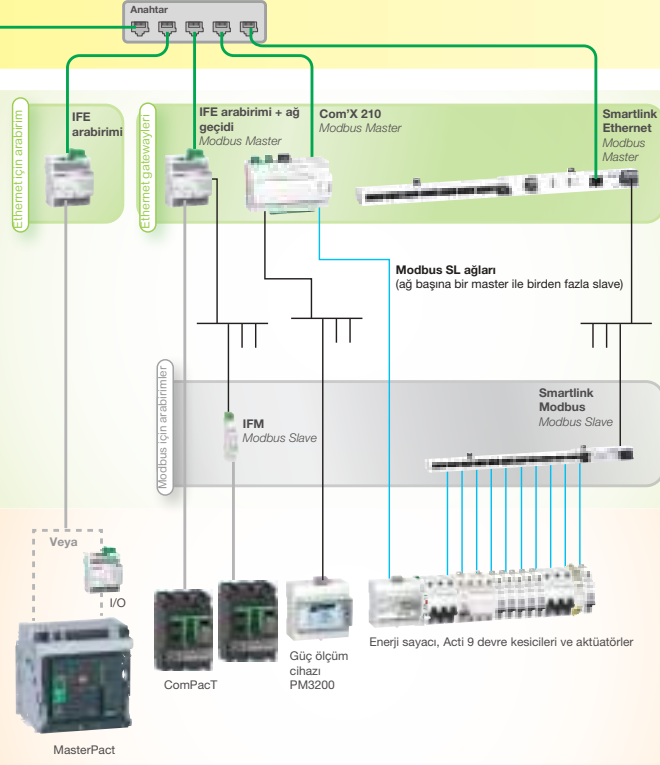 Anahtar
Ethernet için arabirim
IFE
arabirimi
Ethernet gatewayleri
IFE arabirimi + ağ
geçidi
Modbus Master
Com'X 210
Modbus Master
Smartlink
Ethernet
Modbus
Master
Modbus SL ağları
(ağ başına bir master ile birden fazla slave)
Modbus için arabirimler
IFM
Modbus Slave
Smartlink
Modbus
Modbus Slave
Veya
I/O
MasterPact
ComPacT
Güç ölçüm
cihazı
PM3200
Enerji sayacı, Acti 9 devre kesicileri ve aktüatörler